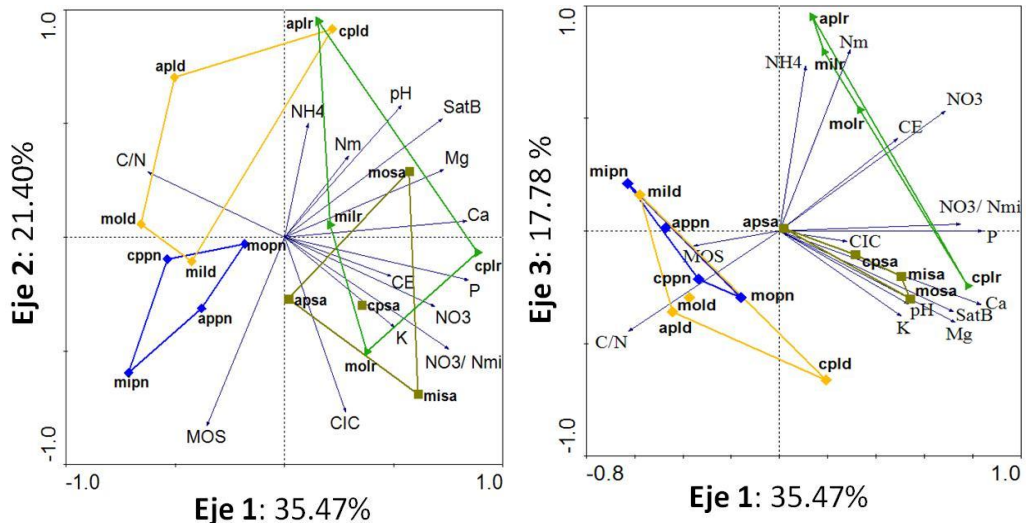 1.0
aplr
cpld
apld
pH
SatB
NH4
Nm
Mg
C/N
mosa
mold
milr
Ca
mopn
cppn
mild
cplr
CE
P
apsa
cpsa
NO3
appn
K
molr
NO3/ Nmi
mipn
misa
MOS
CIC
-1.0
-1.0
1.0
Eje 2: 21.40%
Eje 1: 35.47%
1.0
aplr
Nm
milr
NH4
NO3
molr
CE
mipn
mild
NO3/ Nmi
appn
apsa
P
MOS
CIC
cpsa
cppn
misa
cplr
mold
mopn
mosa
Ca
apld
pH
SatB
K
Mg
C/N
cpld
-1.0
-0.8
1.0
Eje 3: 17.78 %
Eje 1: 35.47%